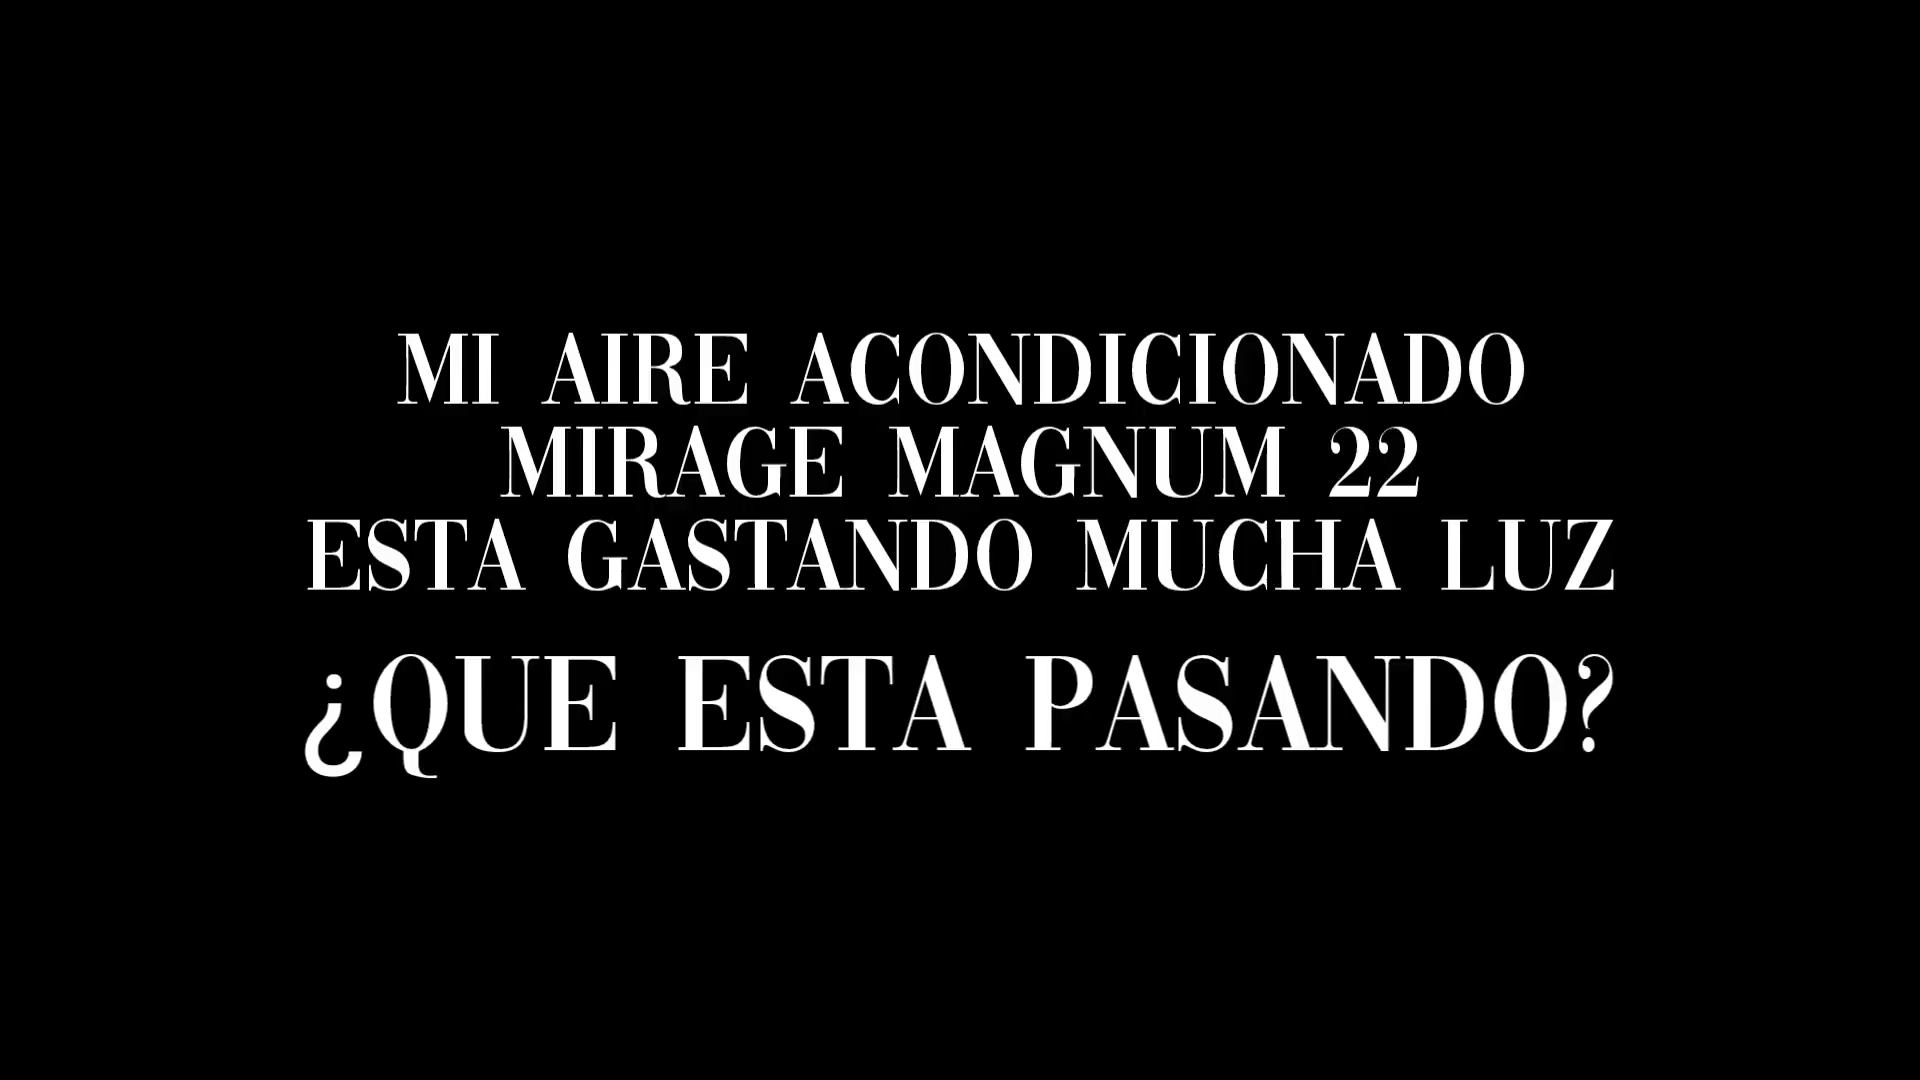 MI AIRE ACONDICIONADO
MIRAGE MAGNUM 22
ESTA GASTANDO MUCHA LUZ
¿QUE ESTA PASANDO?